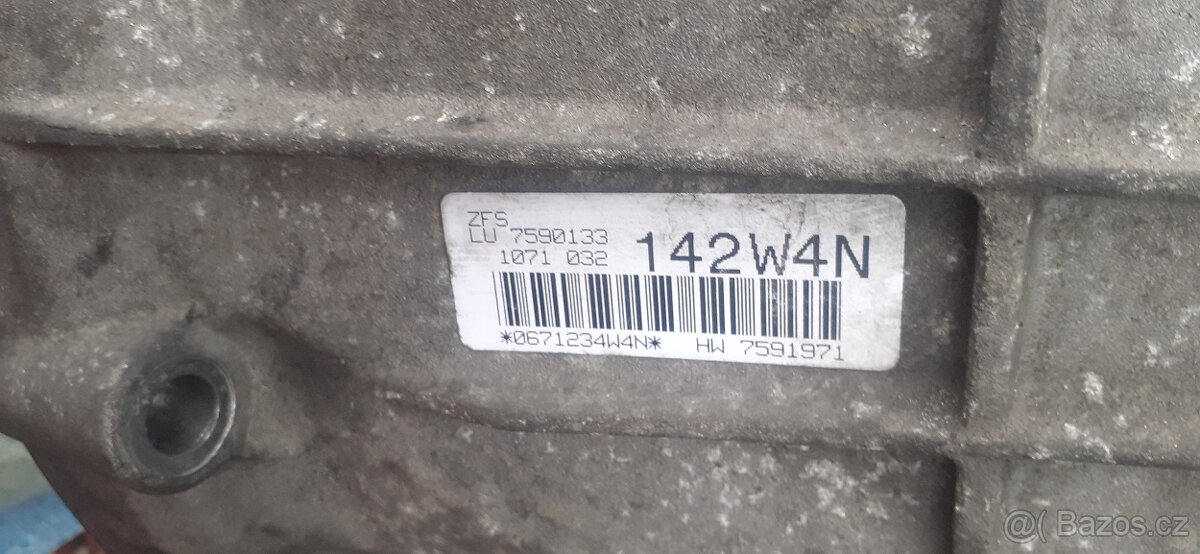 ZFS
LU 7590133
1071 032
142W4N
*0671234W4N* HW 7591971
@( Bazos.cz